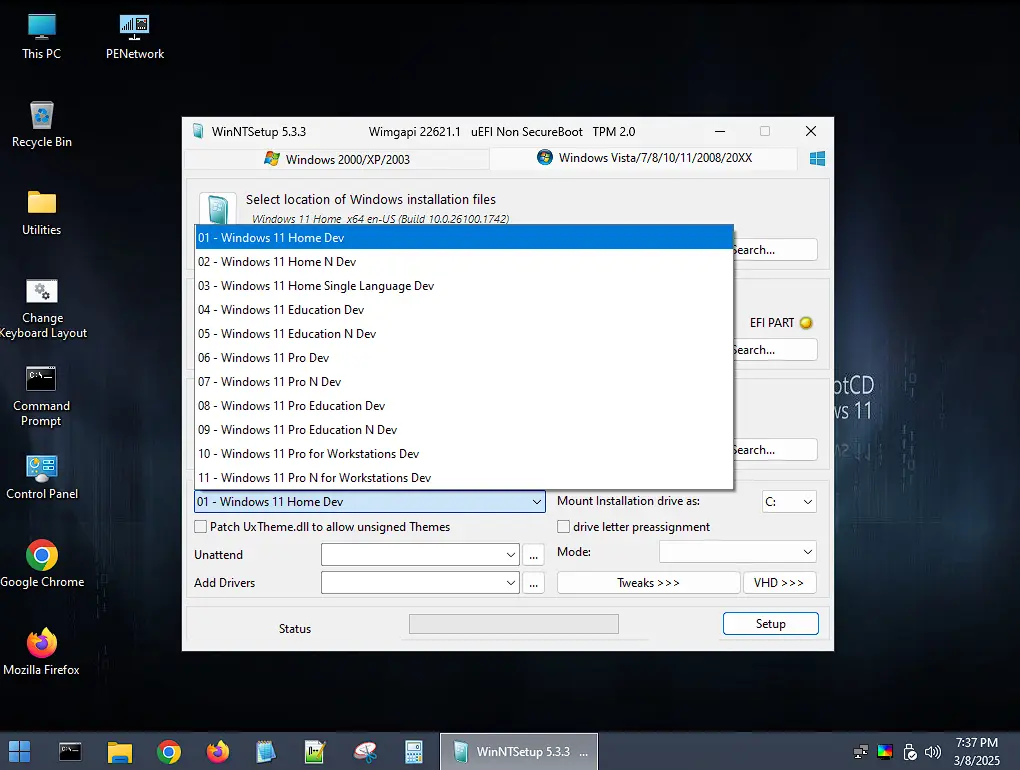 This PC
PENetwork
Recycle Bin
Utilities
Change
Keyboard Layout
Command
Prompt
Control Panel
Google Chrome
Mozilla Firefox
WinNTSetup 5.3.3 Wimgapi 22621.1 uEFI Non SecureBoot TPM 2.0
Windows 2000/XP/2003
Windows Vista/7/8/10/11/2008/20XX
Select location of Windows installation files
Windows 11 Home x64 en-US (Build 10.0.26100.1742)
Search...
01 - Windows 11 Home Dev
02 - Windows 11 Home N Dev
03 - Windows 11 Home Single Language Dev
04 - Windows 11 Education Dev
05 - Windows 11 Education N Dev
06 - Windows 11 Pro Dev
07 - Windows 11 Pro N Dev
08 - Windows 11 Pro Education Dev
09 - Windows 11 Pro Education N Dev
10 - Windows 11 Pro for Workstations Dev
11 - Windows 11 Pro N for Workstations Dev
EFI PART
Search...
Search...
01 - Windows 11 Home Dev
Mount Installation drive as:
C:
Patch UxTheme.dll to allow unsigned Themes
drive letter preassignment
Unattend
...
Mode:
Add Drivers
...
Tweaks >>>
VHD >>>
Status
Setup
otCD
ws 11
WinNTSetup 5.3.3 ...
7:37 PM
3/8/2025